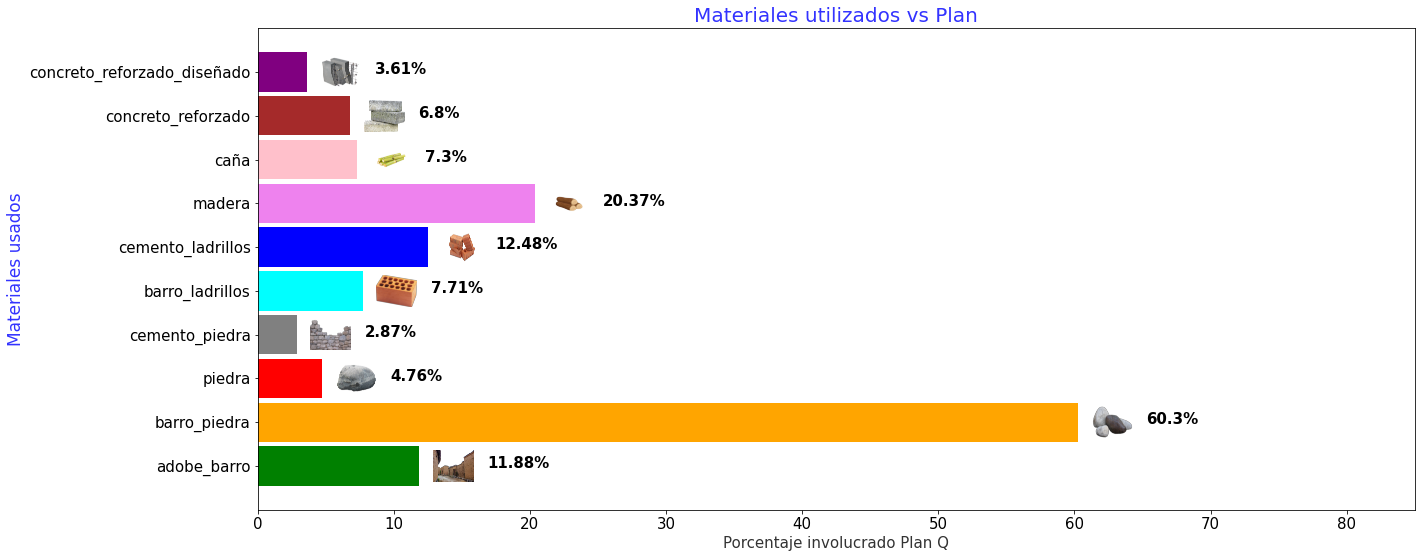 Materiales utilizados vs Plan
Materiales usados
concreto_reforzado_diseñado
3.61%
concreto_reforzado
6.8%
caña
7.3%
madera
20.37%
cemento_ladrillos
12.48%
barro_ladrillos
7.71%
cemento_piedra
2.87%
piedra
4.76%
barro_piedra
60.3%
adobe_barro
11.88%
0 10 20 30 40 50 60 70 80
Porcentaje involucrado Plan Q